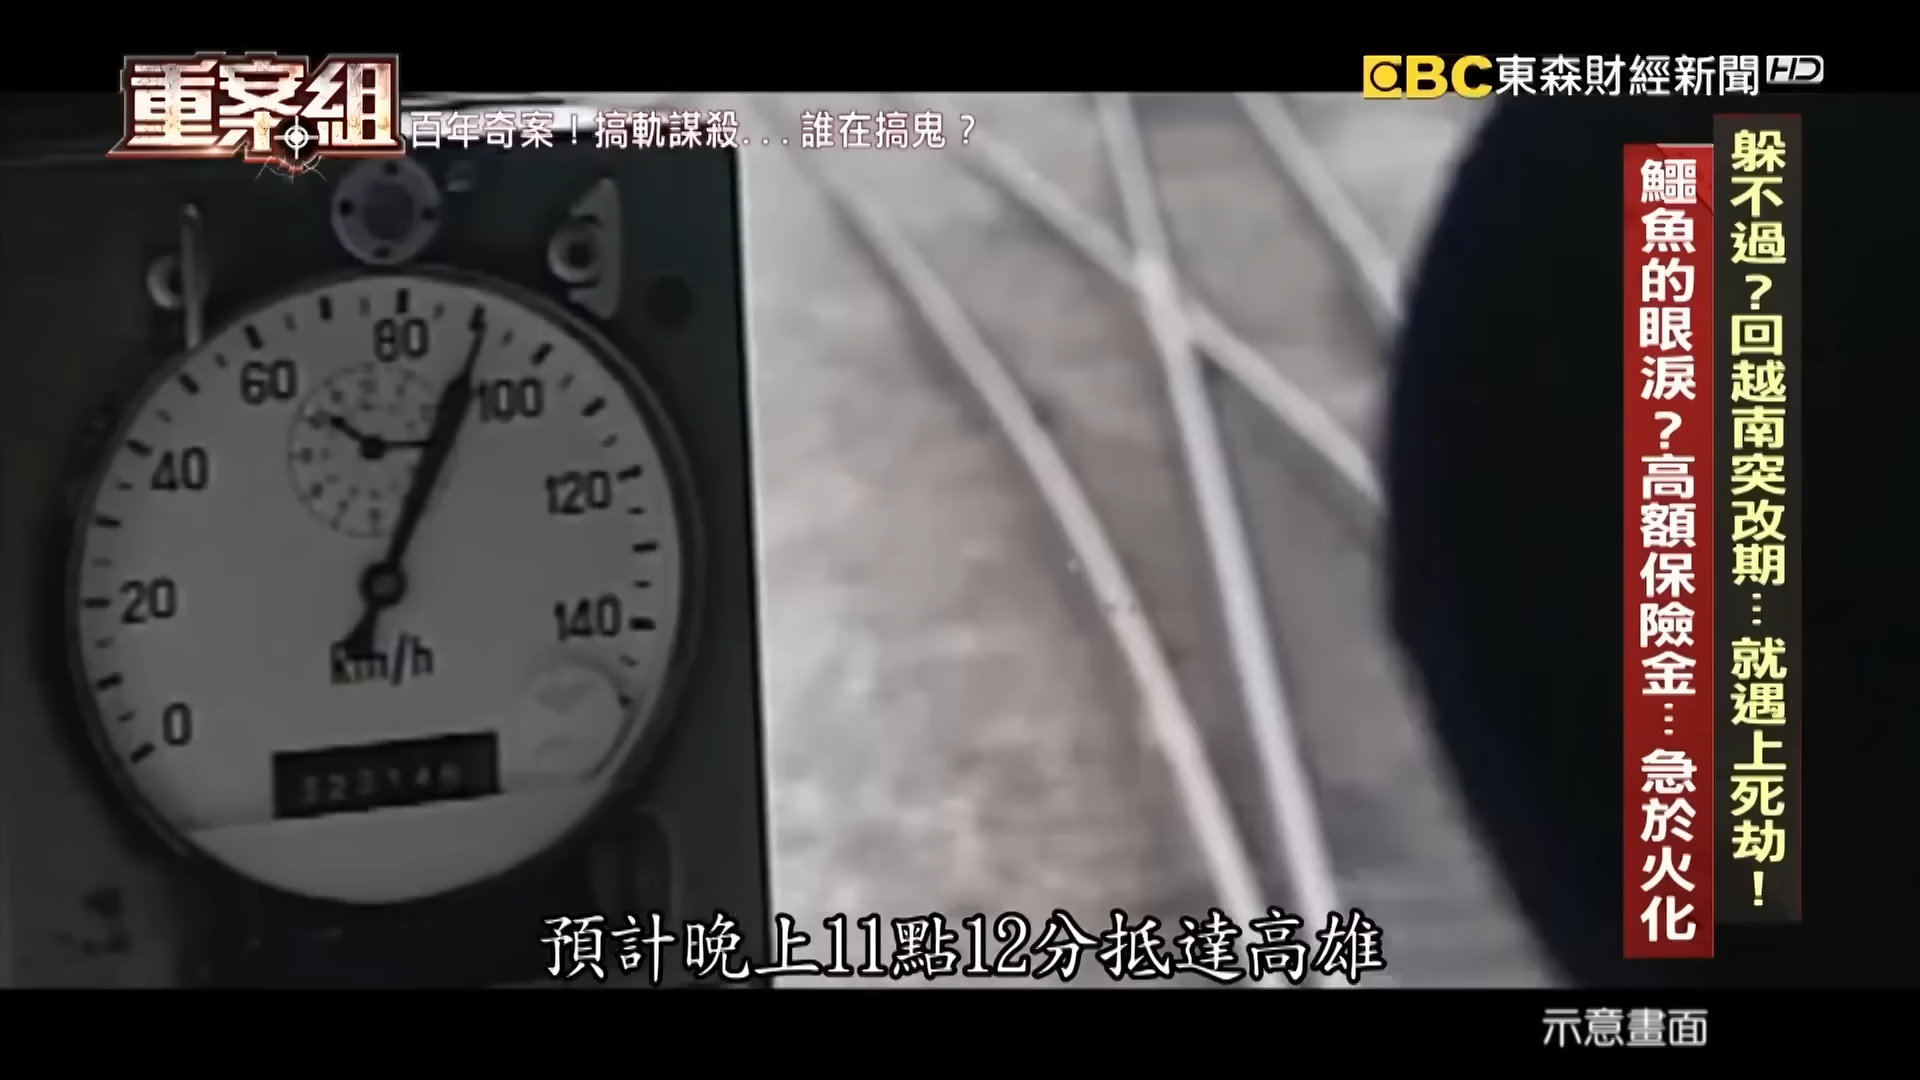 重案組
百年奇案！搞軌謀殺...誰在搞鬼？
EBC東森財經新聞HD
躲不過？回越南突改期…就遇上死劫！
鱷魚的眼淚？高額保險金…急於火化
0
20
40
60
80
100
120
140
km/h
預計晚上11點12分抵達高雄
示意畫面